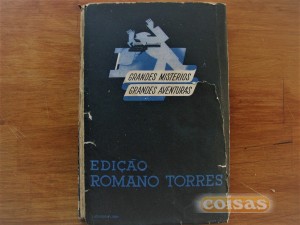 GRANDES MISTÉRIOS
GRANDES AVENTURAS
EDIÇÃO
ROMANO TORRES
coisas